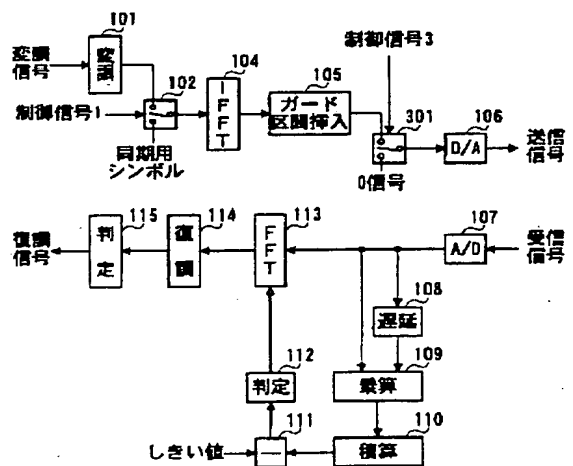 101
変調
信号
変調
102
制御信号1
同期用
シンボル
104
IFFT
105
ガード
区間挿入
制御信号3
301
0信号
106
D/A
送信
信号
復調
信号
115
判定
114
復調
113
FFT
107
A/D
受信
信号
108
遅延
109
乗算
110
積算
112
判定
111
しきい値
—